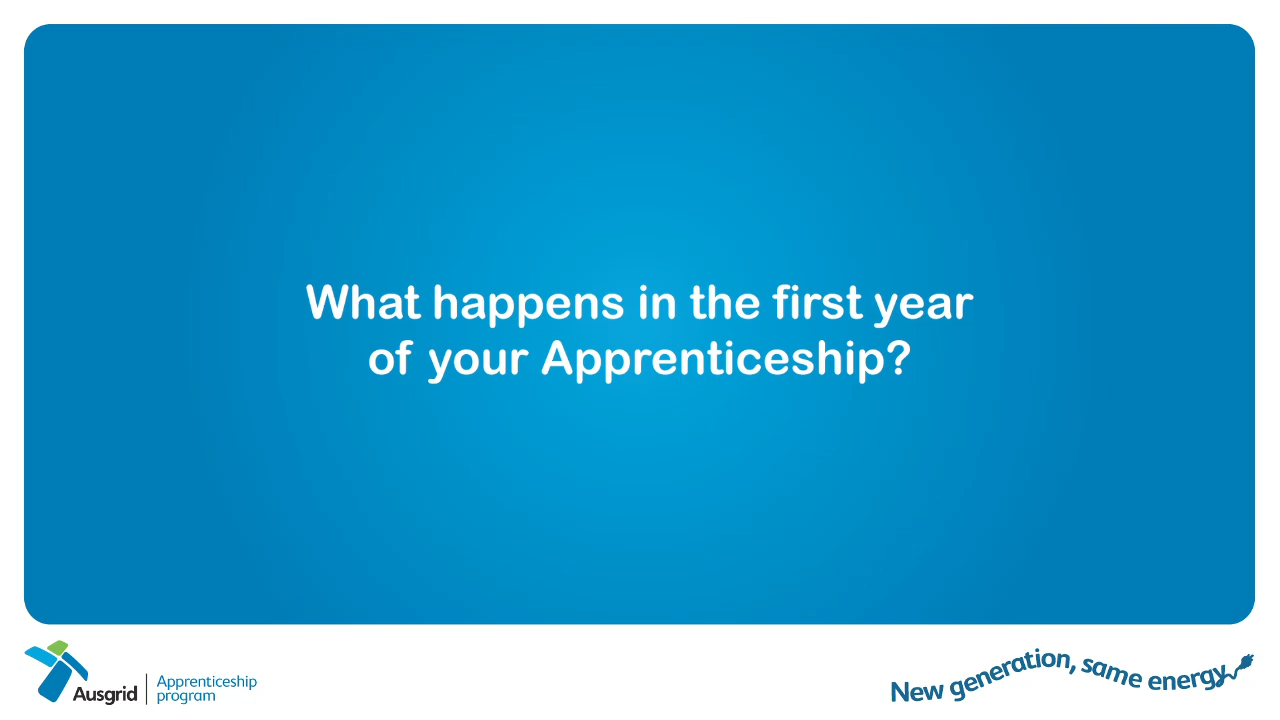 What happens in the first year
of your Apprenticeship?
Ausgrid
Apprenticeship
program
New generation, same energy